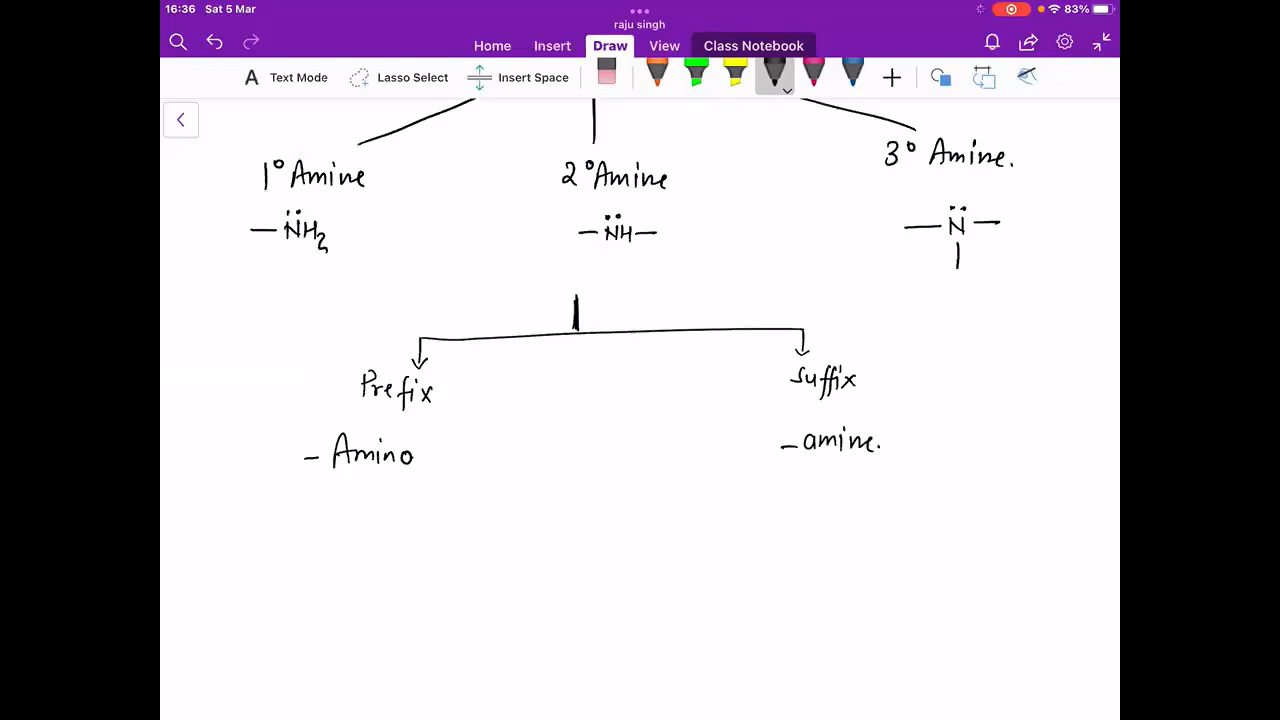 16:36 Sat 5 Mar
83%
raju singh
Home Insert Draw View Class Notebook
A Text Mode Lasso Select Insert Space
1° Amine 2° Amine 3° Amine.
—N̈H₂ —N̈H— —N̈—
|
Prefix Suffix
- Amino - amine.